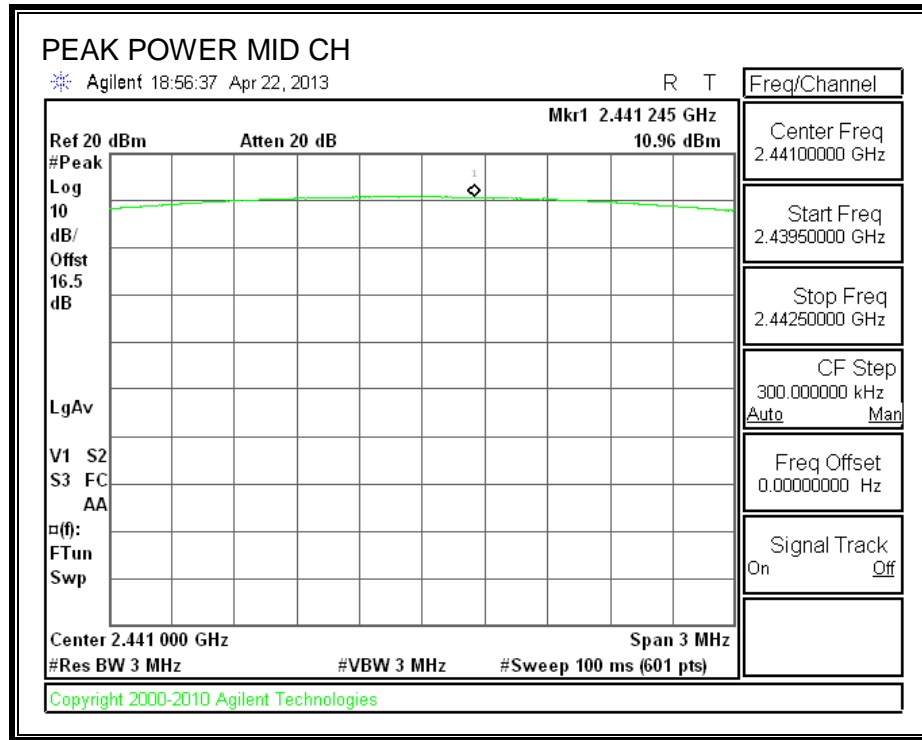 PEAK POWER MID CH
Agilent 18:56:37 Apr 22, 2013 R T
Freq/Channel
Mkr1 2.441 245 GHz
Ref 20 dBm Atten 20 dB 10.96 dBm
#Peak
Log
10
dB/
Offst
16.5
dB
LgAv
V1 S2
S3 FC
AA
¤(f):
FTun
Swp
1
Center 2.441 000 GHz Span 3 MHz
#Res BW 3 MHz #VBW 3 MHz #Sweep 100 ms (601 pts)
Center Freq
2.44100000 GHz
Start Freq
2.43950000 GHz
Stop Freq
2.44250000 GHz
CF Step
300.000000 kHz
Auto Man
Freq Offset
0.00000000 Hz
Signal Track
On Off
Copyright 2000-2010 Agilent Technologies